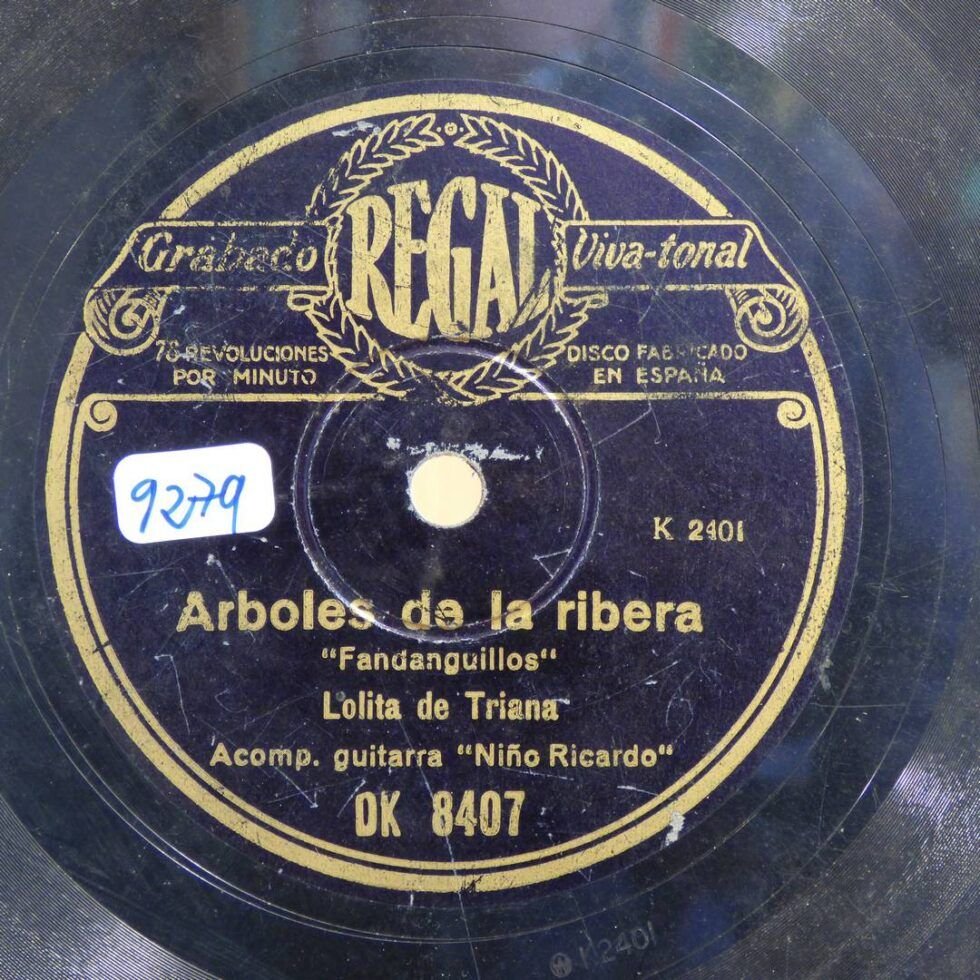 REGAL
Grabado Viva-tonal
78 REVOLUCIONES
POR MINUTO
DISCO FABRICADO
EN ESPAÑA
9279
K 2401
Arboles de la ribera
“Fandanguillos“
Lolita de Triana
Acomp. guitarra “Niño Ricardo“
DK 8407
W K2401